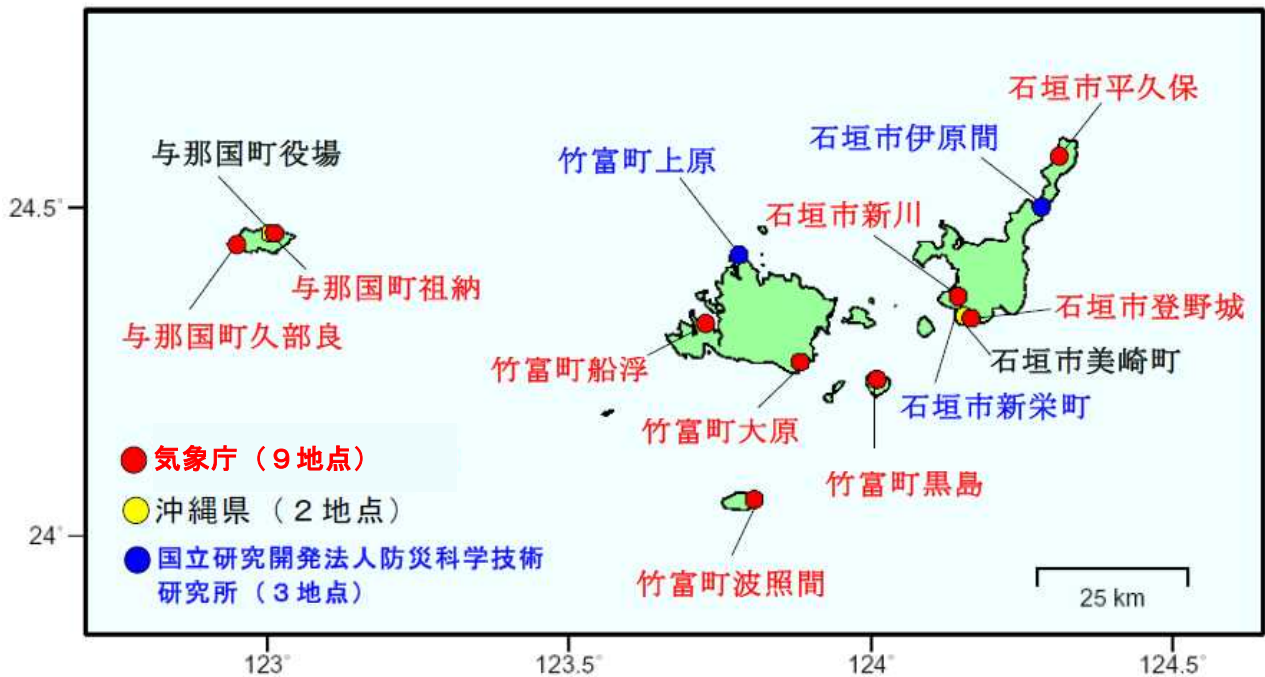 石垣市平久保
石垣市伊原間
与那国町役場
竹富町上原
24.5°
石垣市新川
与那国町祖納
石垣市登野城
与那国町久部良
石垣市美崎町
竹富町船浮
石垣市新栄町
竹富町大原
気象庁（９地点）
竹富町黒島
沖縄県（２地点）
24°
国立研究開発法人防災科学技術
研究所（３地点）
竹富町波照間
25 km
123°
123.5°
124°
124.5°